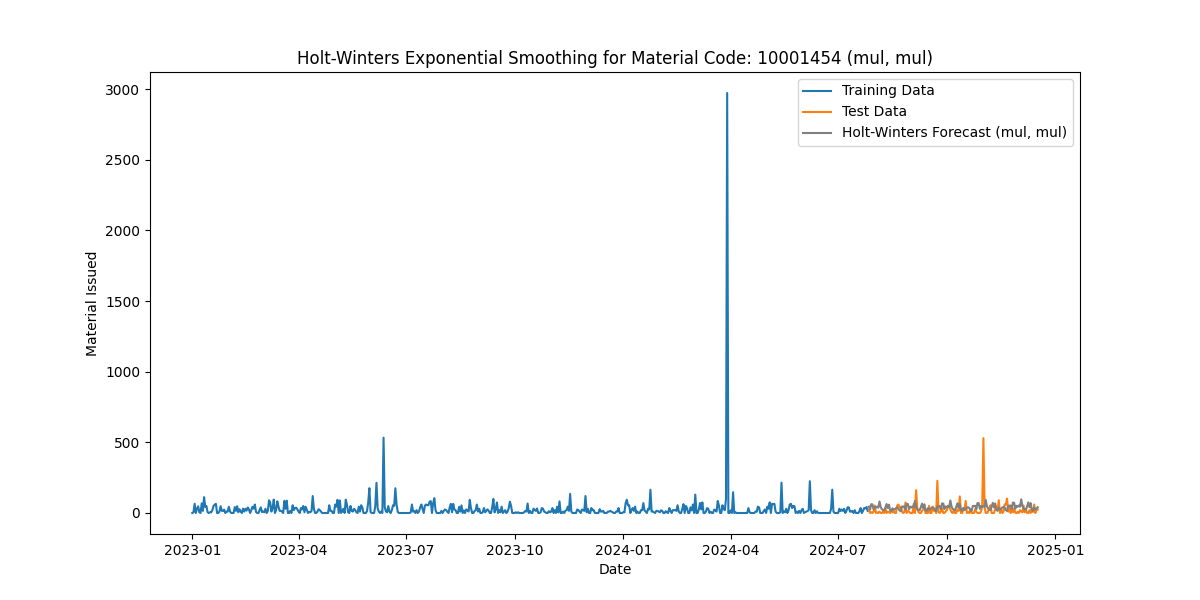 Holt-Winters Exponential Smoothing for Material Code: 10001454 (mul, mul)
Training Data
Test Data
Holt-Winters Forecast (mul, mul)
Material Issued
3000
2500
2000
1500
1000
500
0
2023-01
2023-04
2023-07
2023-10
2024-01
2024-04
2024-07
2024-10
2025-01
Date